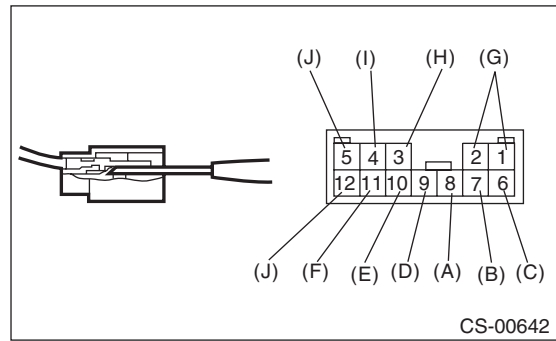 (J) (I) (H) (G)
5 4 3 2 1
12 11 10 9 8 7 6
(J) (F) (E) (D) (A) (B) (C)
CS-00642